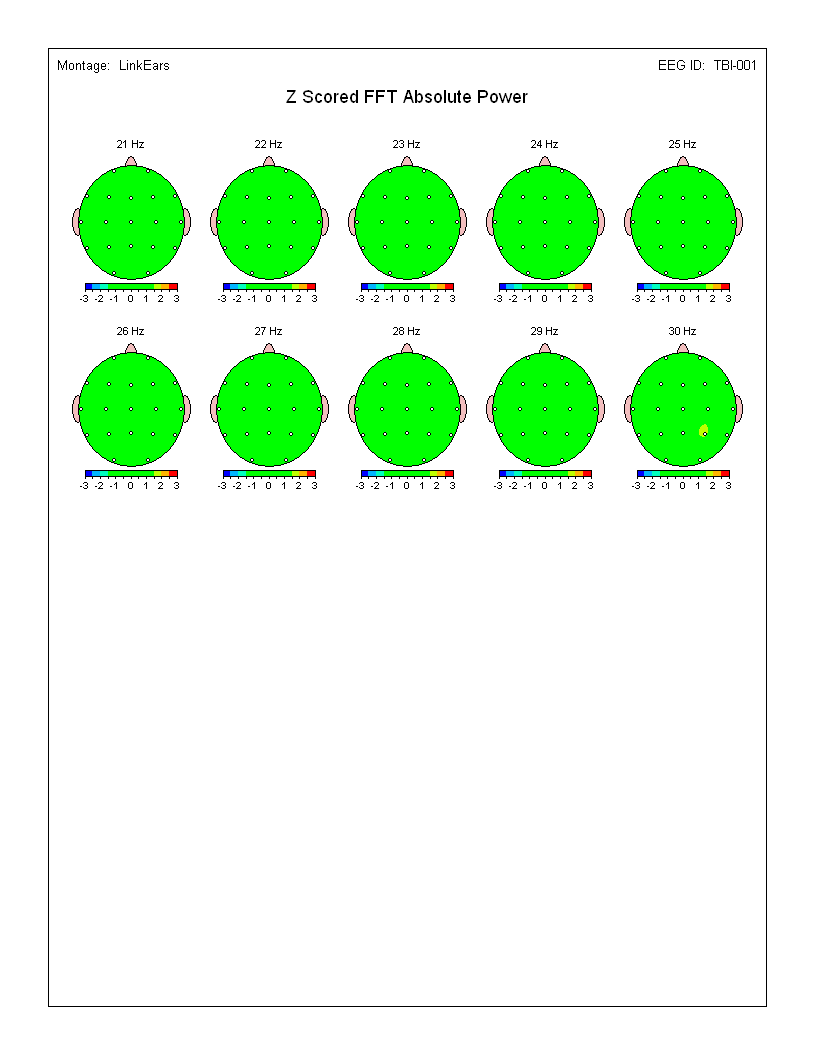 Montage: LinkEars EEG ID: TBI-001
Z Scored FFT Absolute Power
21 Hz 22 Hz 23 Hz 24 Hz 25 Hz
-3 -2 -1 0 1 2 3 -3 -2 -1 0 1 2 3 -3 -2 -1 0 1 2 3 -3 -2 -1 0 1 2 3 -3 -2 -1 0 1 2 3
26 Hz 27 Hz 28 Hz 29 Hz 30 Hz
-3 -2 -1 0 1 2 3 -3 -2 -1 0 1 2 3 -3 -2 -1 0 1 2 3 -3 -2 -1 0 1 2 3 -3 -2 -1 0 1 2 3